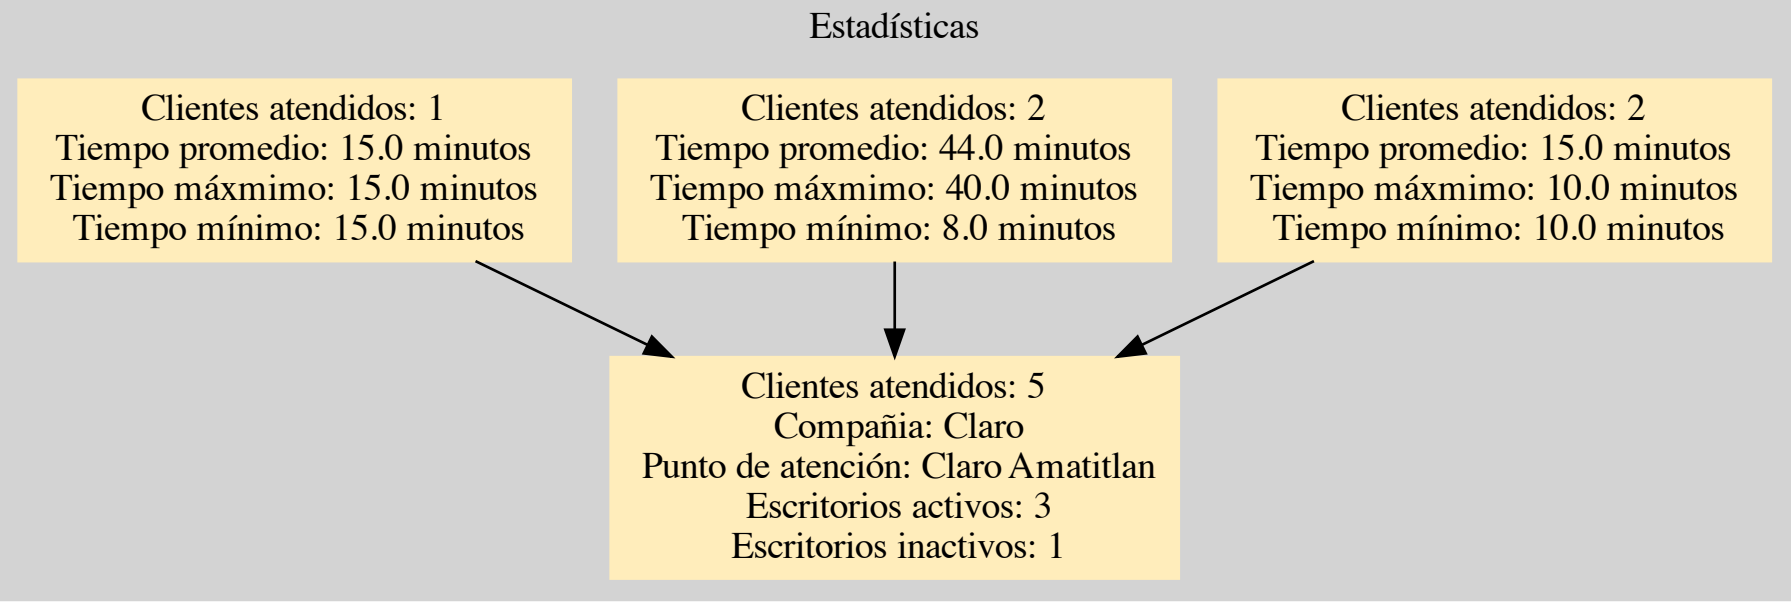 Estadísticas
Clientes atendidos: 1
Tiempo promedio: 15.0 minutos
Tiempo máxmimo: 15.0 minutos
Tiempo mínimo: 15.0 minutos
Clientes atendidos: 2
Tiempo promedio: 44.0 minutos
Tiempo máxmimo: 40.0 minutos
Tiempo mínimo: 8.0 minutos
Clientes atendidos: 2
Tiempo promedio: 15.0 minutos
Tiempo máxmimo: 10.0 minutos
Tiempo mínimo: 10.0 minutos
Clientes atendidos: 5
Compañia: Claro
Punto de atención: Claro Amatitlan
Escritorios activos: 3
Escritorios inactivos: 1